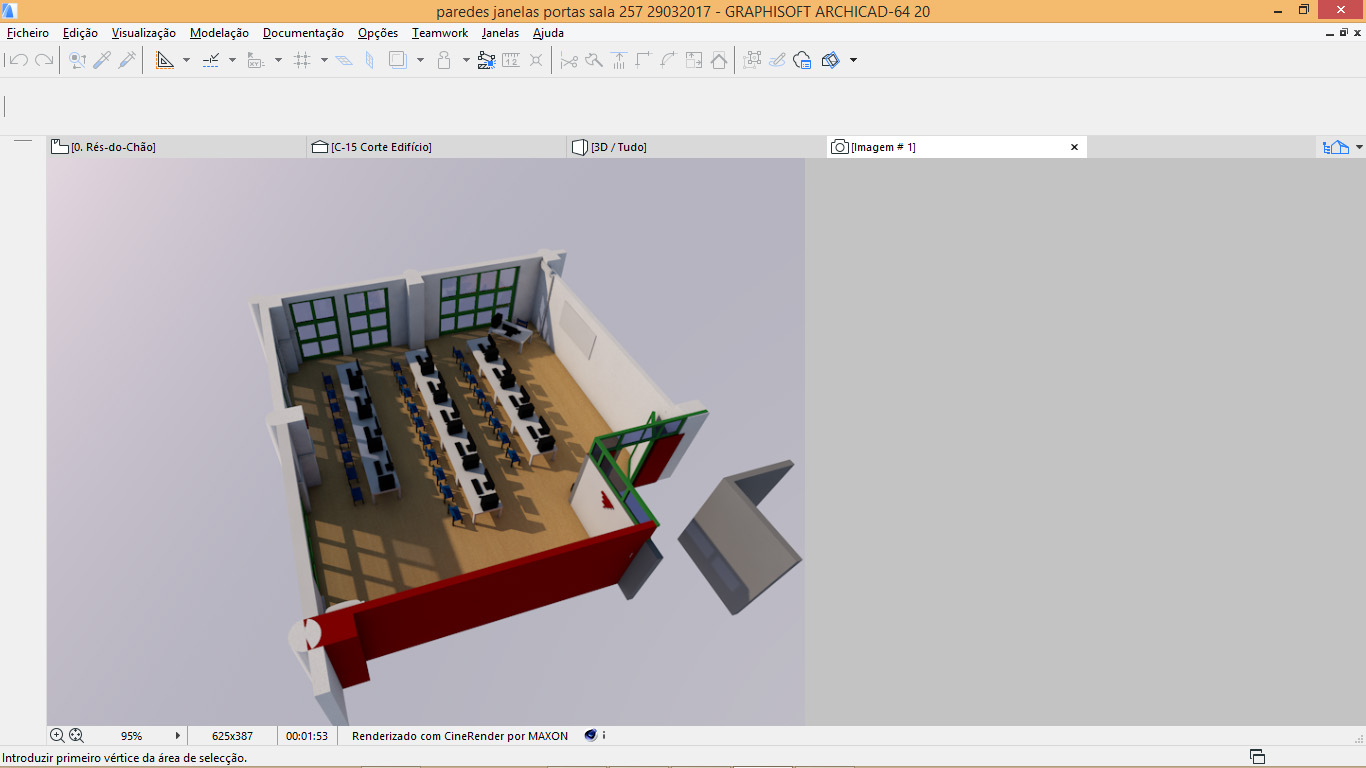 paredes janelas portas sala 257 29032017 - GRAPHISOFT ARCHICAD-64 20
Ficheiro Edição Visualização Modelação Documentação Opções Teamwork Janelas Ajuda
[0. Rés-do-Chão] [C-15 Corte Edifício] [3D / Tudo] [Imagem # 1]
95% 625x387 00:01:53 Renderizado com CineRender por MAXON i
Introduzir primeiro vértice da área de selecção.